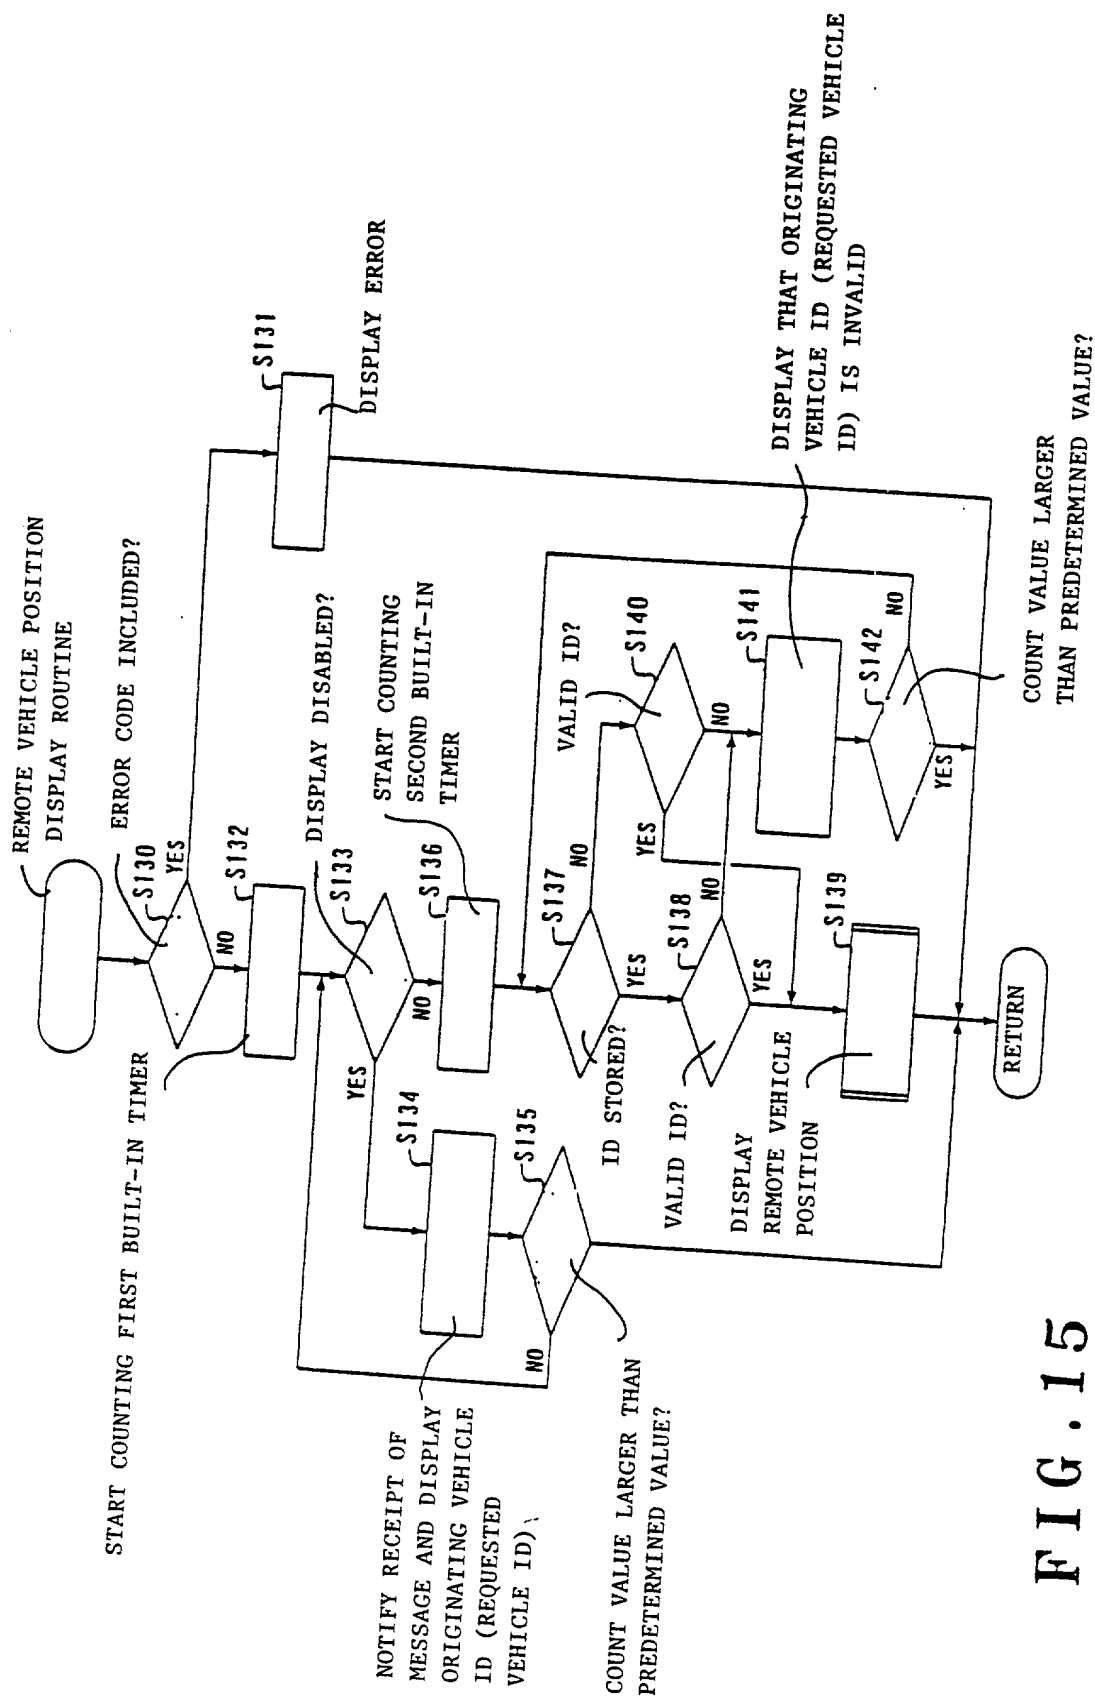 REMOTE VEHICLE POSITION
DISPLAY ROUTINE
S130
ERROR CODE INCLUDED?
YES
NO
S131
DISPLAY ERROR
START COUNTING FIRST BUILT-IN TIMER
S132
S133
DISPLAY DISABLED?
YES
NO
S134
NOTIFY RECEIPT OF
MESSAGE AND DISPLAY
ORIGINATING VEHICLE
ID (REQUESTED
VEHICLE ID)
S135
NO
COUNT VALUE LARGER THAN
PREDETERMINED VALUE?
S136
START COUNTING
SECOND BUILT-IN
TIMER
S137
NO
YES
ID STORED?
S138
NO
YES
VALID ID?
S139
DISPLAY
REMOTE VEHICLE
POSITION
VALID ID?
S140
YES
NO
S141
DISPLAY THAT ORIGINATING
VEHICLE ID (REQUESTED VEHICLE
ID) IS INVALID
S142
NO
YES
COUNT VALUE LARGER
THAN PREDETERMINED VALUE?
RETURN
FIG.15